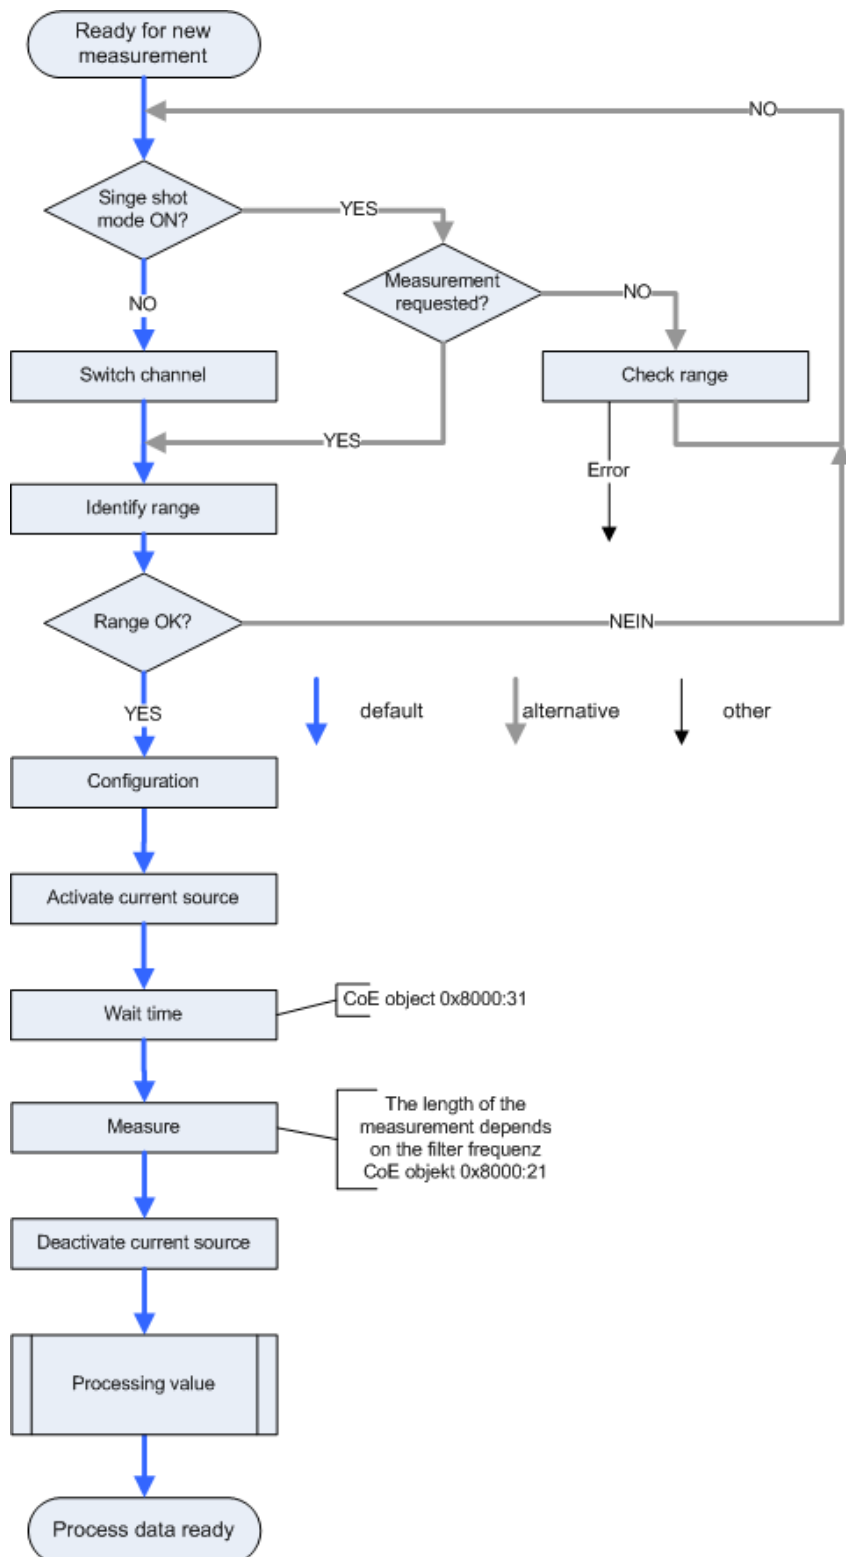 Ready for new
measurement
NO
Singe shot
mode ON?
YES
Measurement
requested?
NO
NO
Switch channel
Check range
YES
Error
Identify range
Range OK?
NEIN
YES
default
alternative
other
Configuration
Activate current source
Wait time
CoE object 0x8000:31
Measure
The length of the
measurement depends
on the filter frequenz
CoE objekt 0x8000:21
Deactivate current source
Processing value
Process data ready